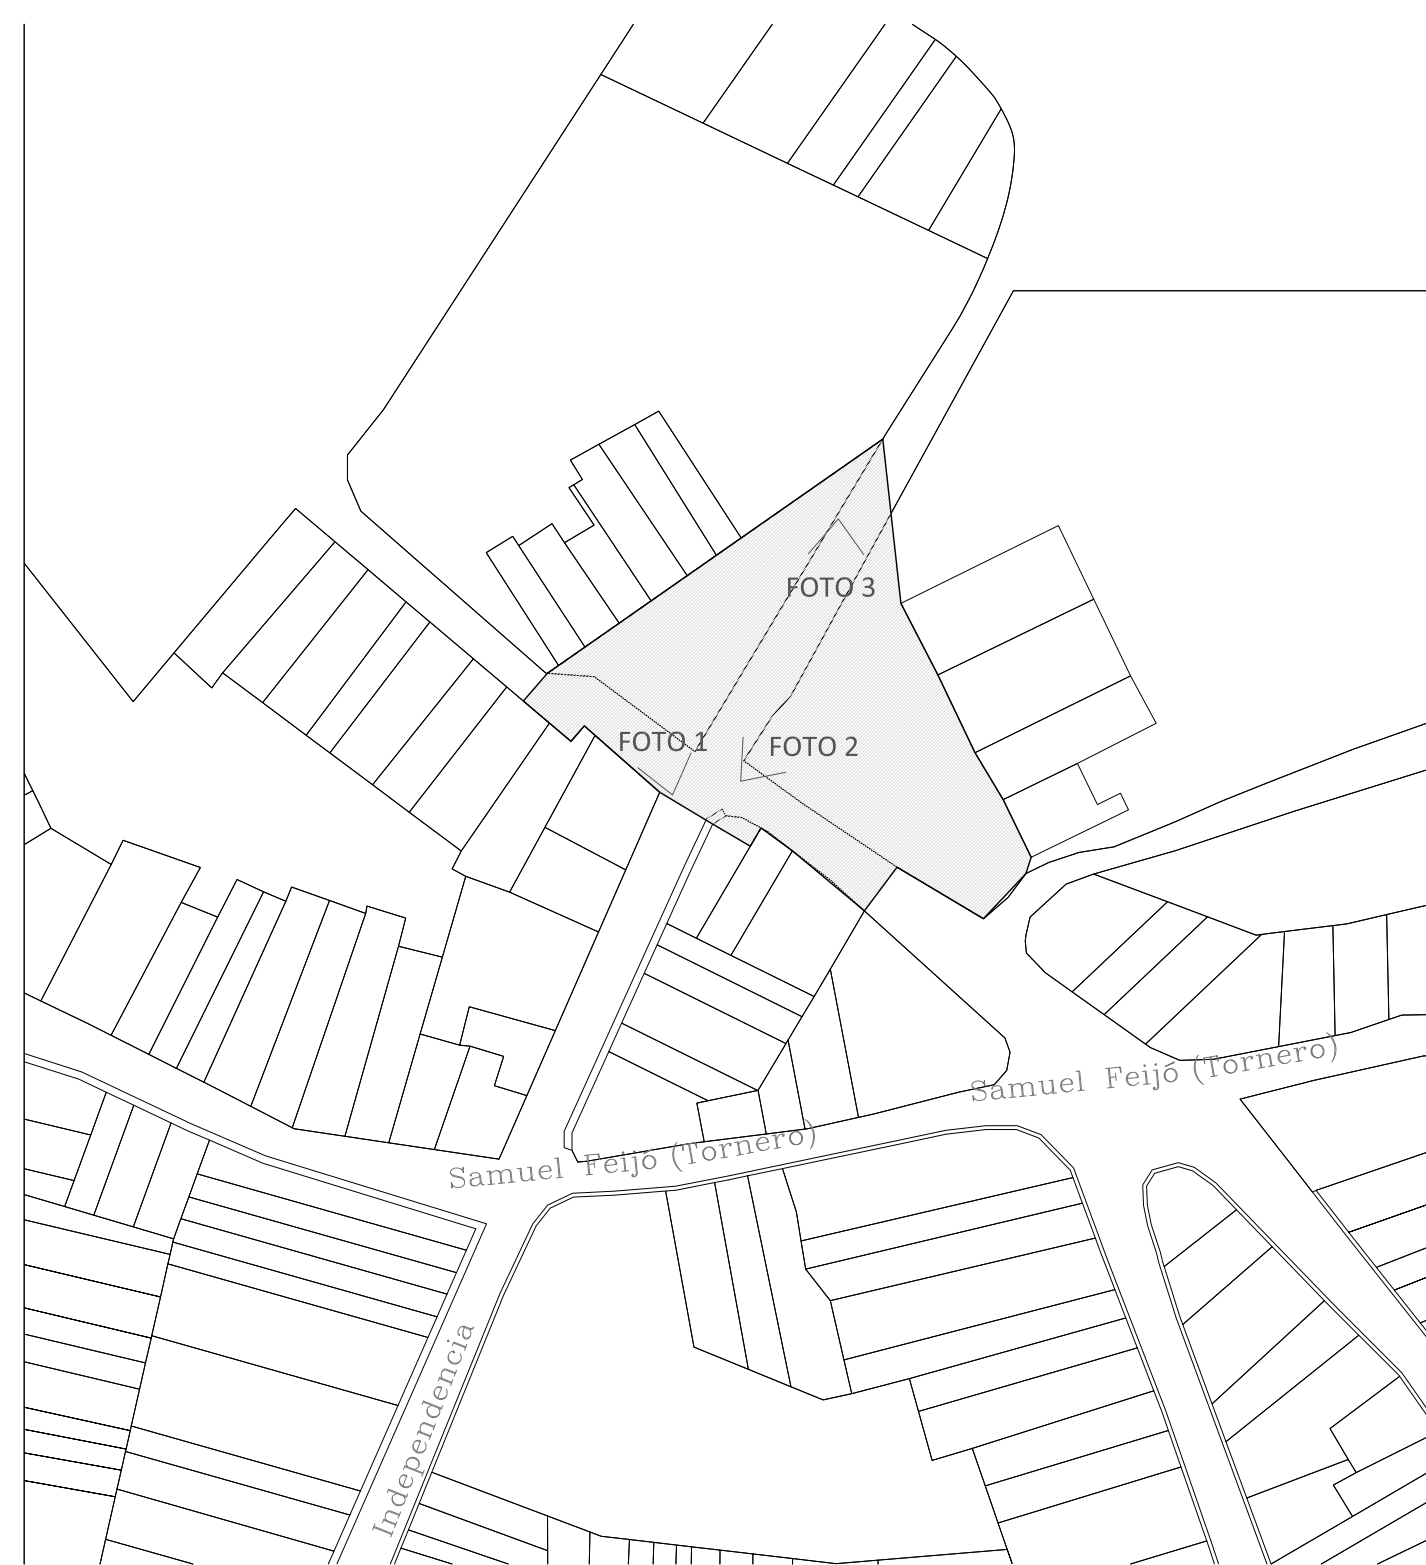 FOTO 3
FOTO 1
FOTO 2
Samuel Feijó (Tornero)
Samuel Feijó (Tornero)
Independencia